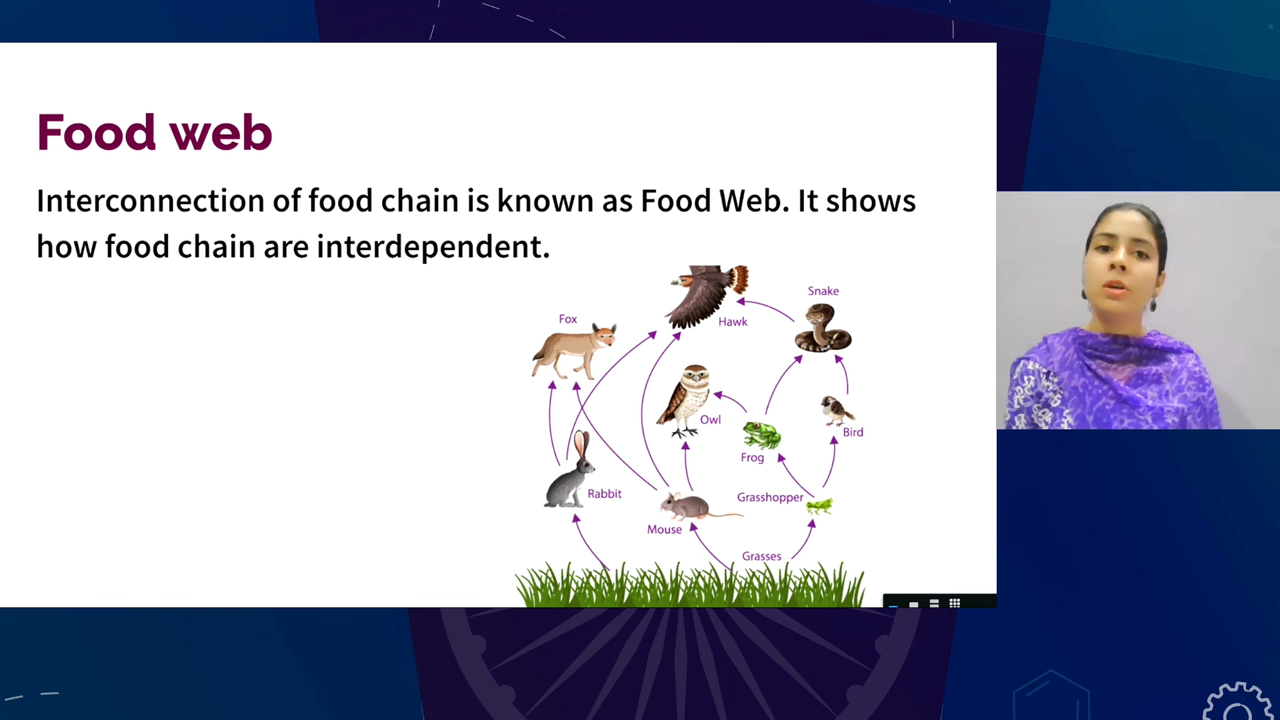 Food web
Interconnection of food chain is known as Food Web. It shows
how food chain are interdependent.
Snake
Fox
Hawk
Owl
Bird
Frog
Rabbit
Grasshopper
Mouse
Grasses